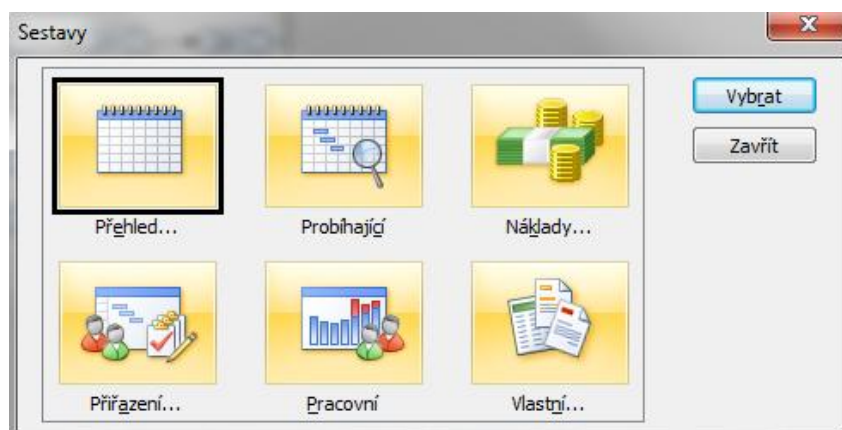 Sestavy
Vybrat
Zavřít
Přehled...
Probíhající
Náklady...
Přiřazení...
Pracovní
Vlastní...